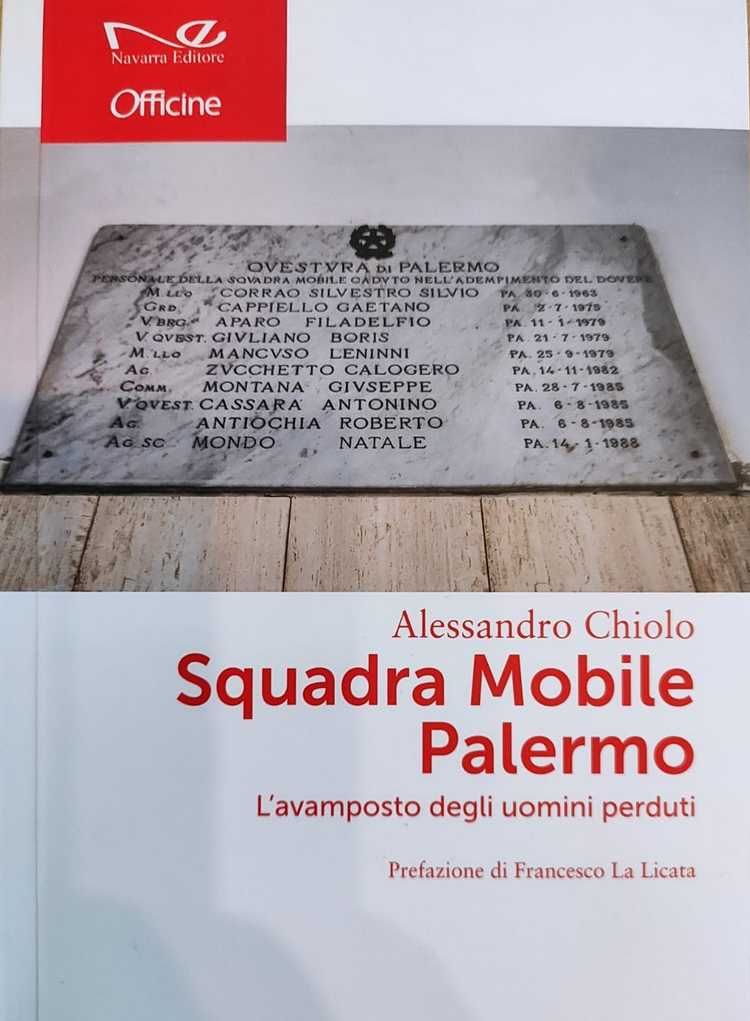 Navarra Editore
Officine
QVESTVRA DI PALERMO
PERSONALE DELLA SQVADRA MOBILE CADVTO NELL'ADEMPIMENTO DEL DOVERE
M.LLO CORRAO SILVESTRO SILVIO PA. 30-6-1963
GRD. CAPPIELLO GAETANO PA. 2-7-1975
V.BRG. APARO FILADELFIO PA. 11-1-1979
V.QVEST. GIVLIANO BORIS PA. 21-7-1979
M.LLO MANCVSO LENINNI PA. 25-9-1979
AG. ZVCCHETTO CALOGERO PA. 14-11-1982
COMM. MONTANA GIVSEPPE PA. 28-7-1985
V.QVEST. CASSARA' ANTONINO PA. 6-8-1985
AG. ANTIOCHIA ROBERTO PA. 6-8-1985
AG.SC. MONDO NATALE PA. 14-1-1988
Alessandro Chiolo
Squadra Mobile
Palermo
L'avamposto degli uomini perduti
Prefazione di Francesco La Licata